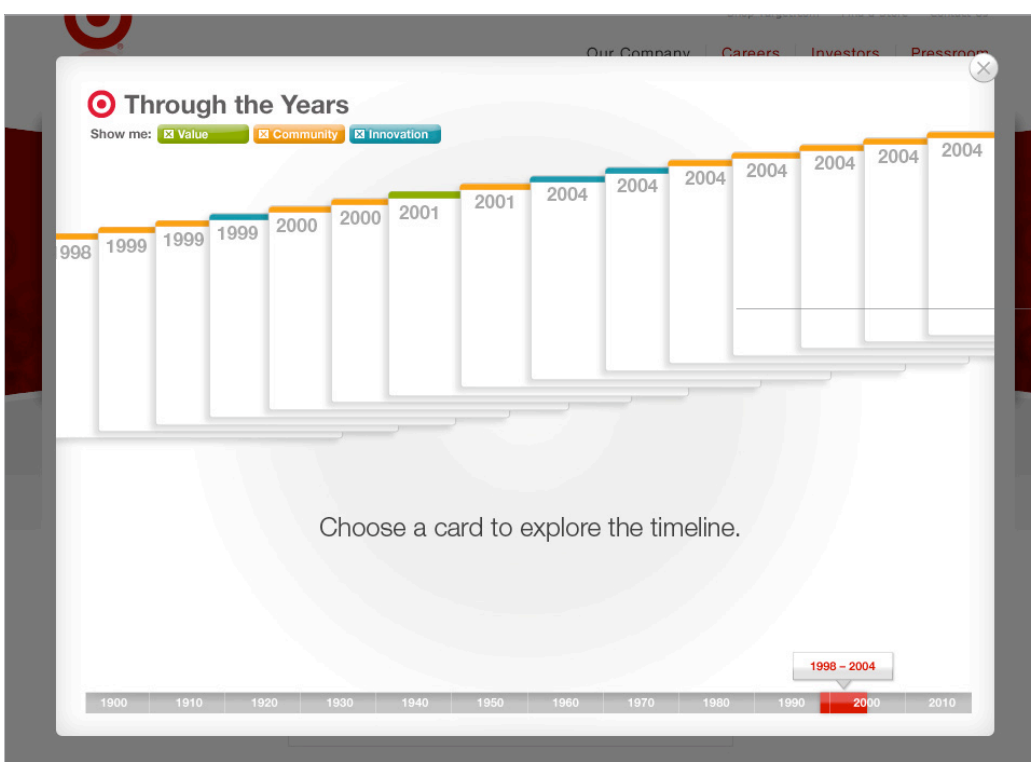 Our Company Careers Investors Pressroom
Through the Years
Show me: Value Community Innovation
1998 1999 1999 1999 2000 2000 2001 2001 2004 2004 2004 2004 2004 2004 2004
Choose a card to explore the timeline.
1998 – 2004
1900 1910 1920 1930 1940 1950 1960 1970 1980 1990 2000 2010